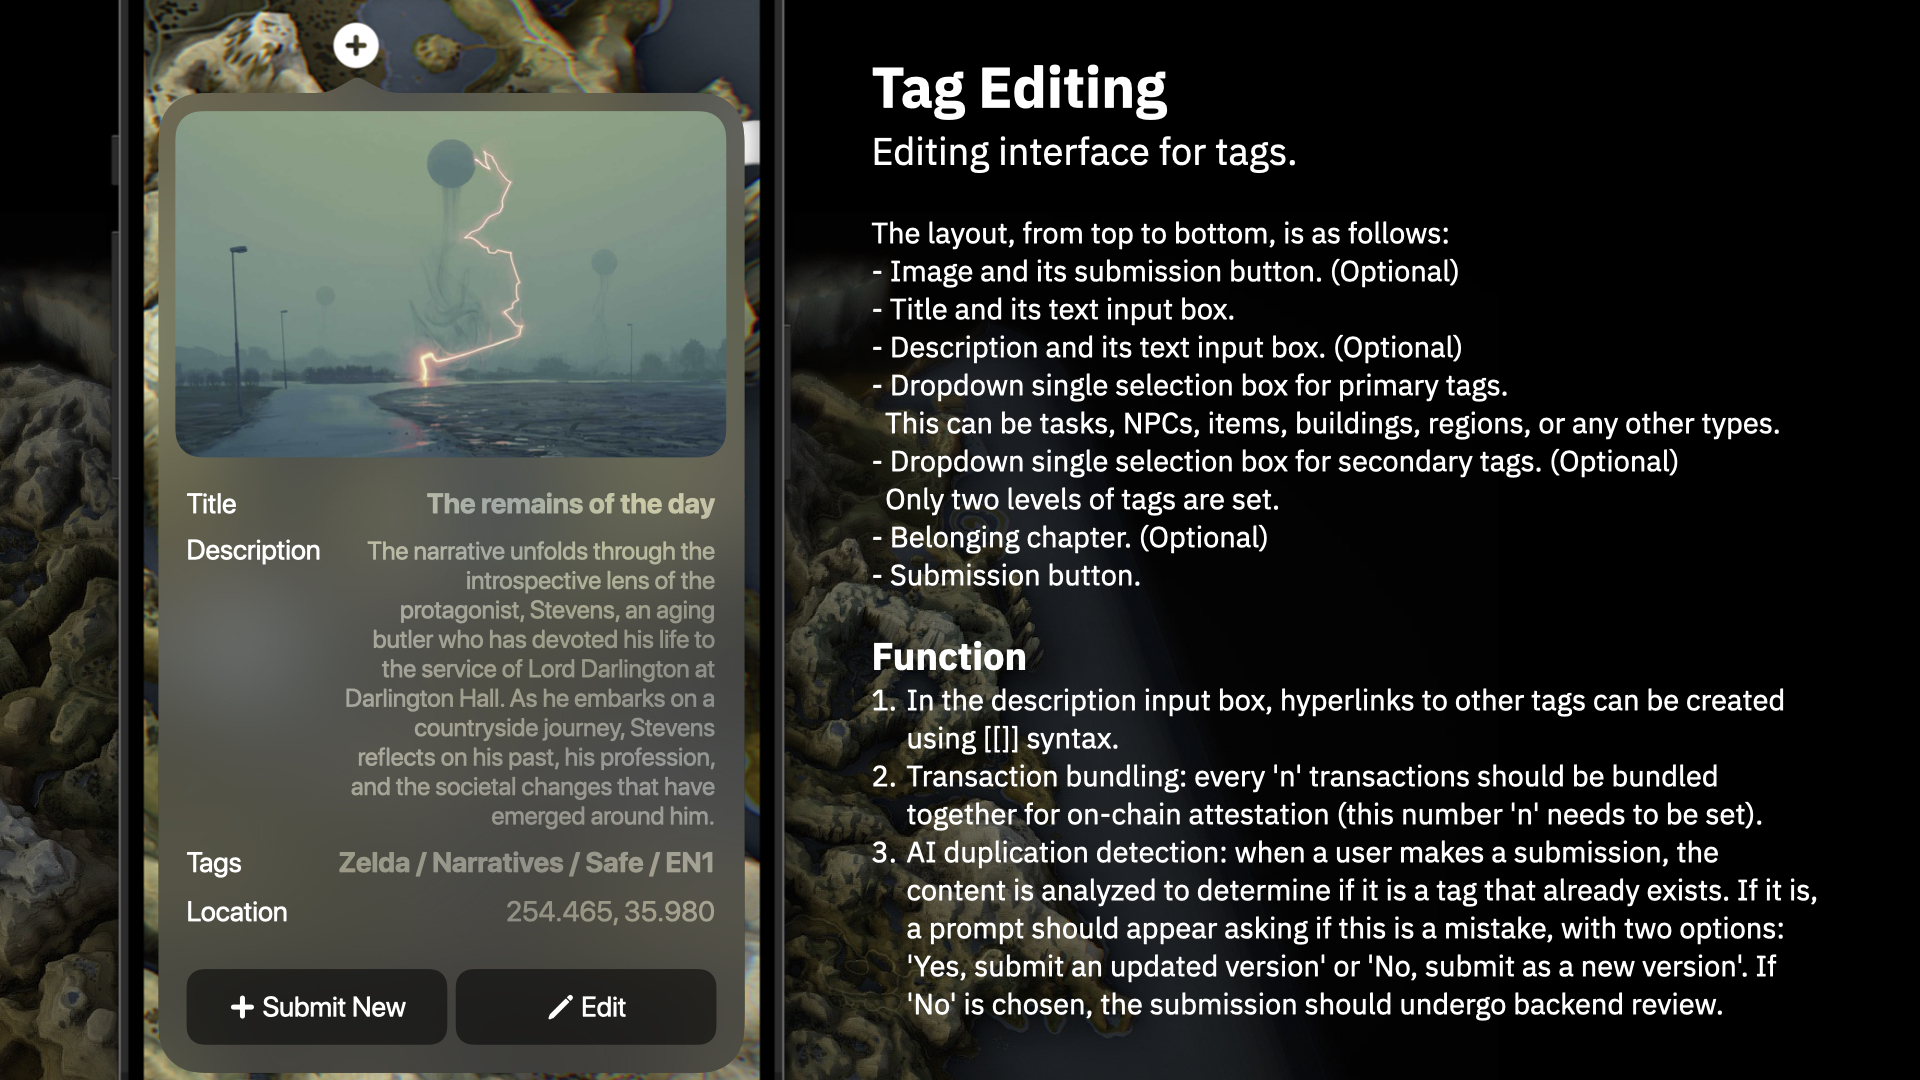 Title
The remains of the day
Description
The narrative unfolds through the
introspective lens of the
protagonist, Stevens, an aging
butler who has devoted his life to
the service of Lord Darlington at
Darlington Hall. As he embarks on a
countryside journey, Stevens
reflects on his past, his profession,
and the societal changes that have
emerged around him.
Tags
Zelda / Narratives / Safe / EN1
Location
254.465, 35.980
Submit New
Edit
Tag Editing
Editing interface for tags.
The layout, from top to bottom, is as follows:
- Image and its submission button. (Optional)
- Title and its text input box.
- Description and its text input box. (Optional)
- Dropdown single selection box for primary tags.
This can be tasks, NPCs, items, buildings, regions, or any other types.
- Dropdown single selection box for secondary tags. (Optional)
Only two levels of tags are set.
- Belonging chapter. (Optional)
- Submission button.
Function
1. In the description input box, hyperlinks to other tags can be created
using [[]] syntax.
2. Transaction bundling: every 'n' transactions should be bundled
together for on-chain attestation (this number 'n' needs to be set).
3. AI duplication detection: when a user makes a submission, the
content is analyzed to determine if it is a tag that already exists. If it is,
a prompt should appear asking if this is a mistake, with two options:
'Yes, submit an updated version' or 'No, submit as a new version'. If
'No' is chosen, the submission should undergo backend review.